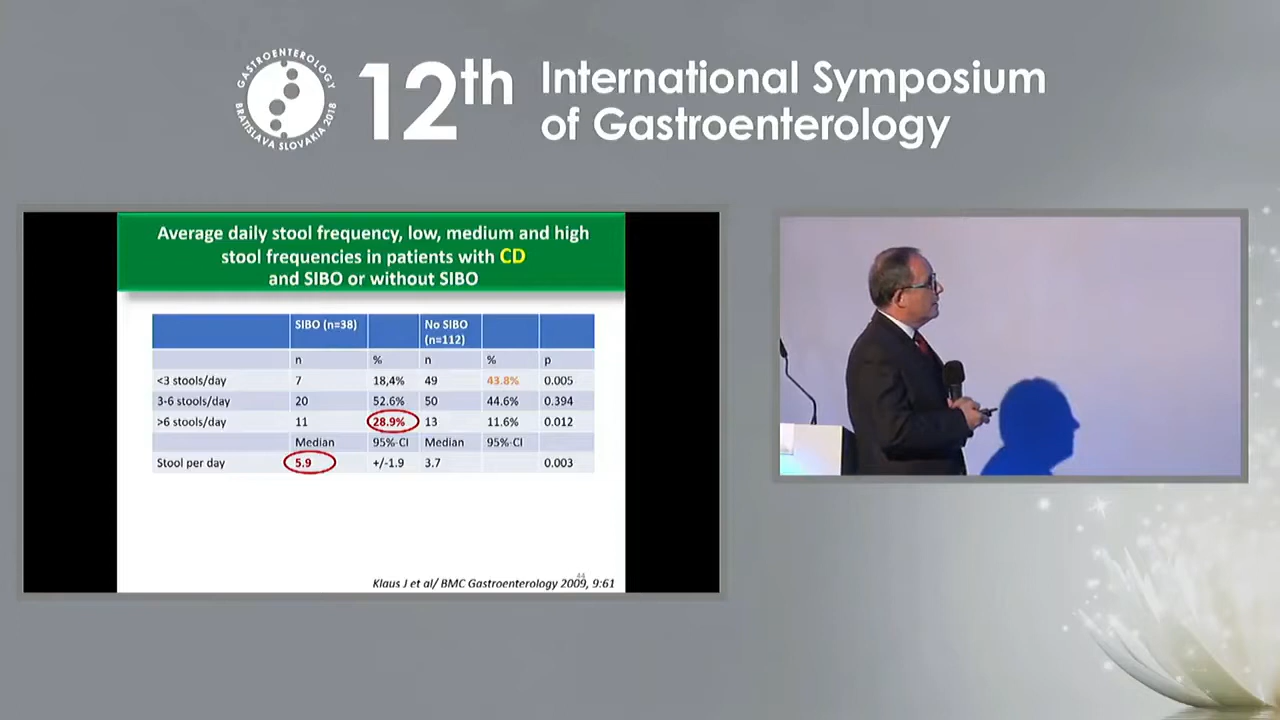 GASTROENTEROLOGY
BRATISLAVA SLOVAKIA 2018
12th
International Symposium
of Gastroenterology
Average daily stool frequency, low, medium and high
stool frequencies in patients with CD
and SIBO or without SIBO
SIBO (n=38) No SIBO
(n=112)
n % n % p
<3 stools/day 7 18,4% 49 43.8% 0.005
3-6 stools/day 20 52.6% 50 44.6% 0.394
>6 stools/day 11 28.9% 13 11.6% 0.012
Median 95%-CI Median 95%-CI
Stool per day 5.9 +/-1.9 3.7 0.003
44
Klaus J et al/ BMC Gastroenterology 2009, 9:61